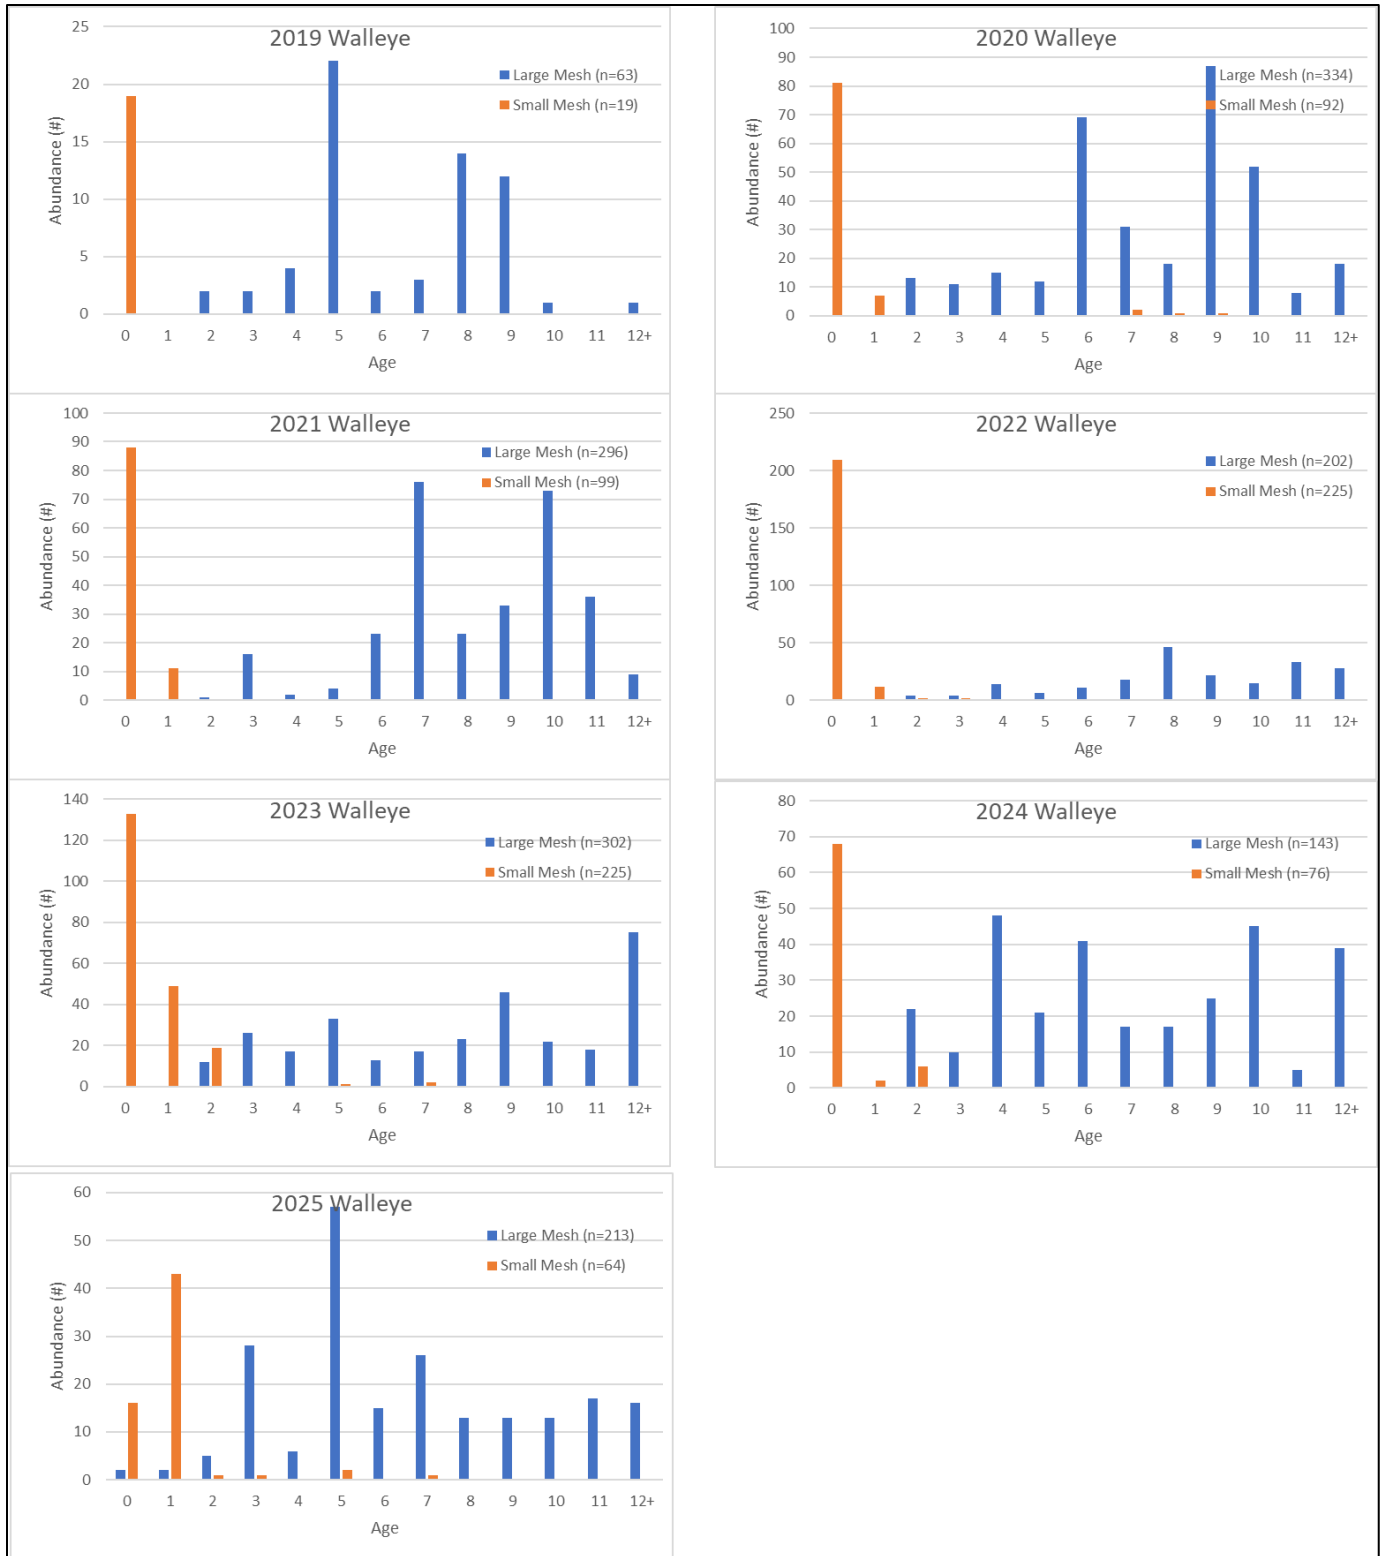 2019 Walleye
25
20
15
10
5
0
Abundance (#)
Large Mesh (n=63)
Small Mesh (n=19)
0 1 2 3 4 5 6 7 8 9 10 11 12+
Age
2020 Walleye
100
90
80
70
60
50
40
30
20
10
0
Abundance (#)
Large Mesh (n=334)
Small Mesh (n=92)
0 1 2 3 4 5 6 7 8 9 10 11 12+
Age
2021 Walleye
100
90
80
70
60
50
40
30
20
10
0
Abundance (#)
Large Mesh (n=296)
Small Mesh (n=99)
0 1 2 3 4 5 6 7 8 9 10 11 12+
Age
2022 Walleye
250
200
150
100
50
0
Abundance (#)
Large Mesh (n=202)
Small Mesh (n=225)
0 1 2 3 4 5 6 7 8 9 10 11 12+
Age
2023 Walleye
140
120
100
80
60
40
20
0
Abundance (#)
Large Mesh (n=302)
Small Mesh (n=225)
0 1 2 3 4 5 6 7 8 9 10 11 12+
Age
2024 Walleye
80
70
60
50
40
30
20
10
0
Abundance (#)
Large Mesh (n=143)
Small Mesh (n=76)
0 1 2 3 4 5 6 7 8 9 10 11 12+
Age
2025 Walleye
60
50
40
30
20
10
0
Abundance (#)
Large Mesh (n=213)
Small Mesh (n=64)
0 1 2 3 4 5 6 7 8 9 10 11 12+
Age